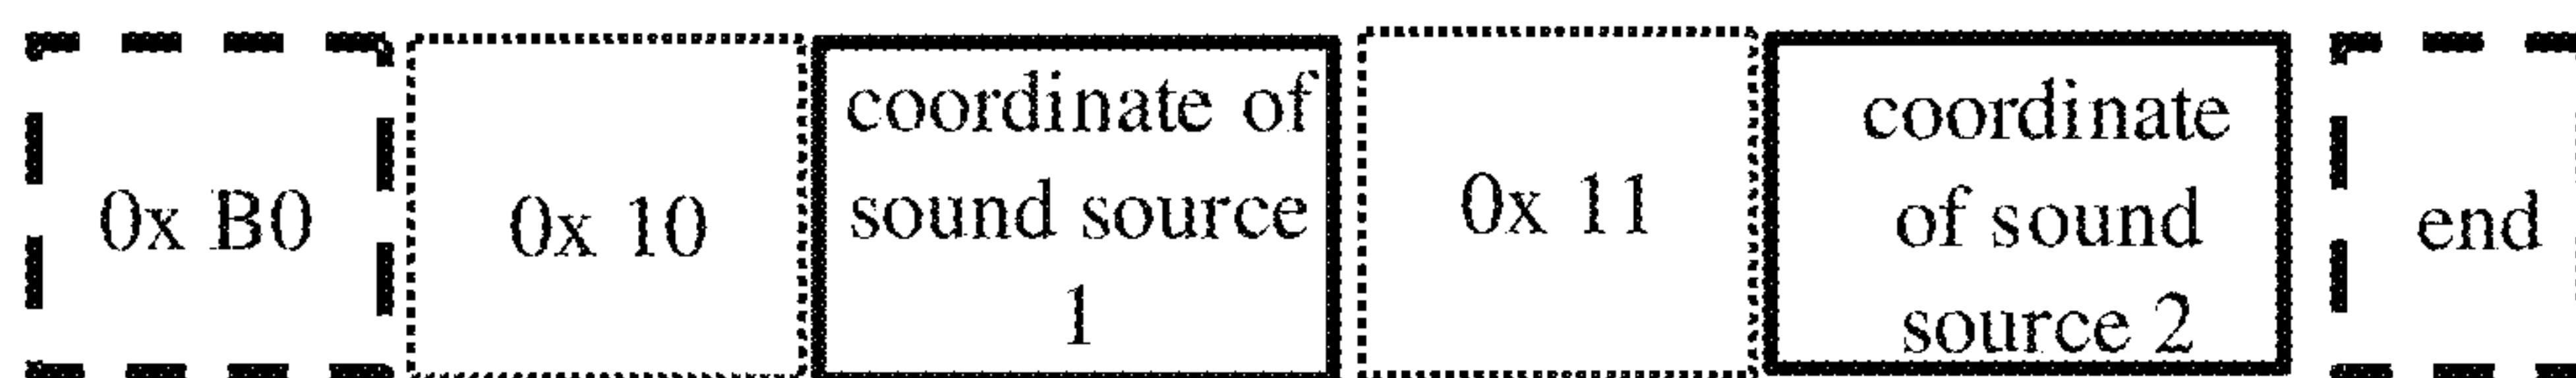 0x B0
0x 10
coordinate of
sound source
1
0x 11
coordinate
of sound
source 2
end